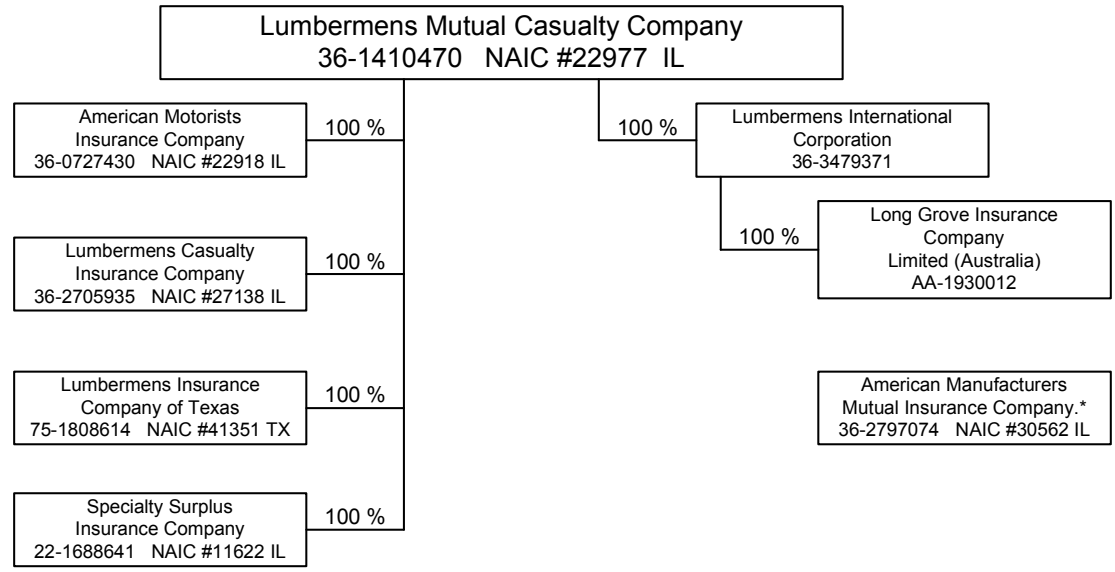 Lumbermens Mutual Casualty Company
36-1410470 NAIC #22977 IL
American Motorists
Insurance Company
36-0727430 NAIC #22918 IL
100 %
Lumbermens Casualty
Insurance Company
36-2705935 NAIC #27138 IL
100 %
Lumbermens Insurance
Company of Texas
75-1808614 NAIC #41351 TX
100 %
Specialty Surplus
Insurance Company
22-1688641 NAIC #11622 IL
100 %
100 %
Lumbermens International
Corporation
36-3479371
100 %
Long Grove Insurance
Company
Limited (Australia)
AA-1930012
American Manufacturers
Mutual Insurance Company.*
36-2797074 NAIC #30562 IL